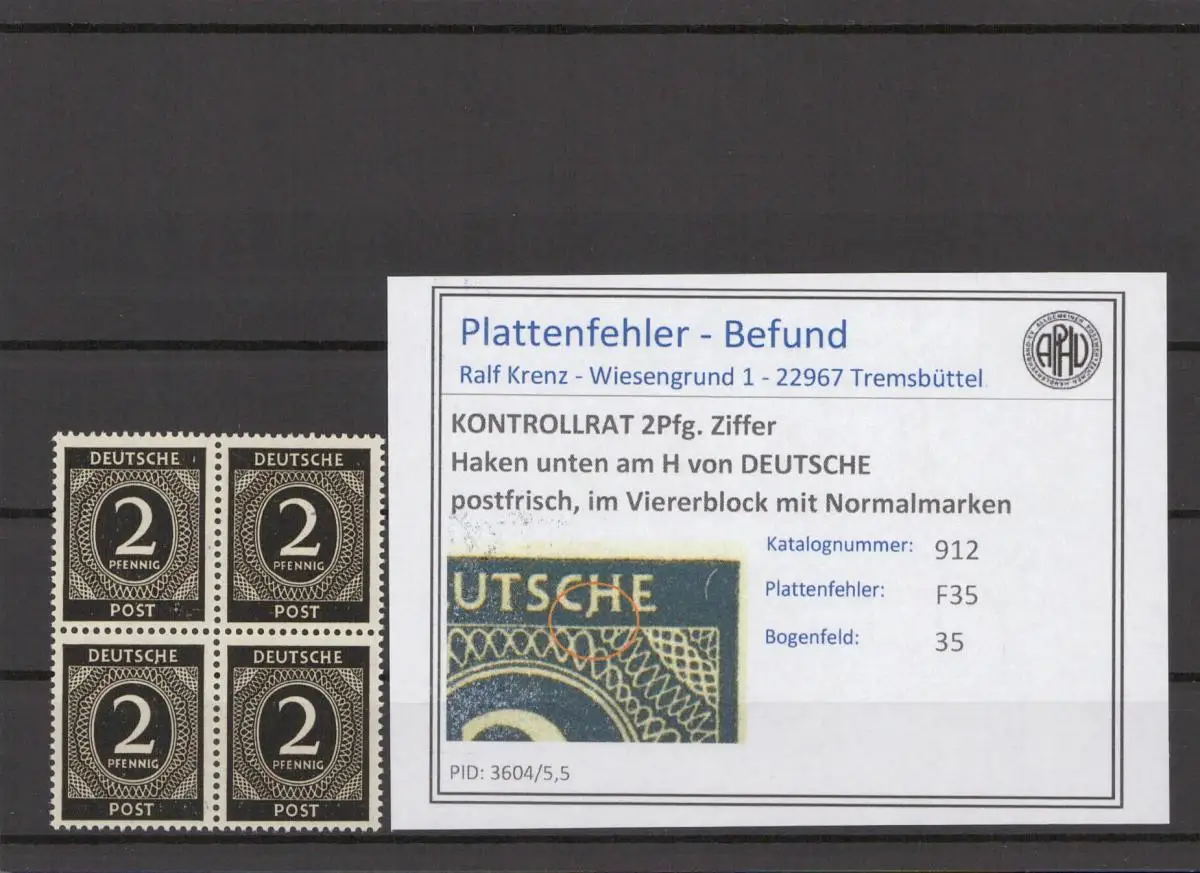 DEUTSCHE
2
PFENNIG
POST
DEUTSCHE
2
PFENNIG
POST
DEUTSCHE
2
PFENNIG
POST
DEUTSCHE
2
PFENNIG
POST
Plattenfehler - Befund
Ralf Krenz - Wiesengrund 1 - 22967 Tremsbüttel
APHV
KONTROLLRAT 2Pfg. Ziffer
Haken unten am H von DEUTSCHE
postfrisch, im Viererblock mit Normalmarken
EUTSCHE
Katalognummer: 912
Plattenfehler: F35
Bogenfeld: 35
PID: 3604/5,5